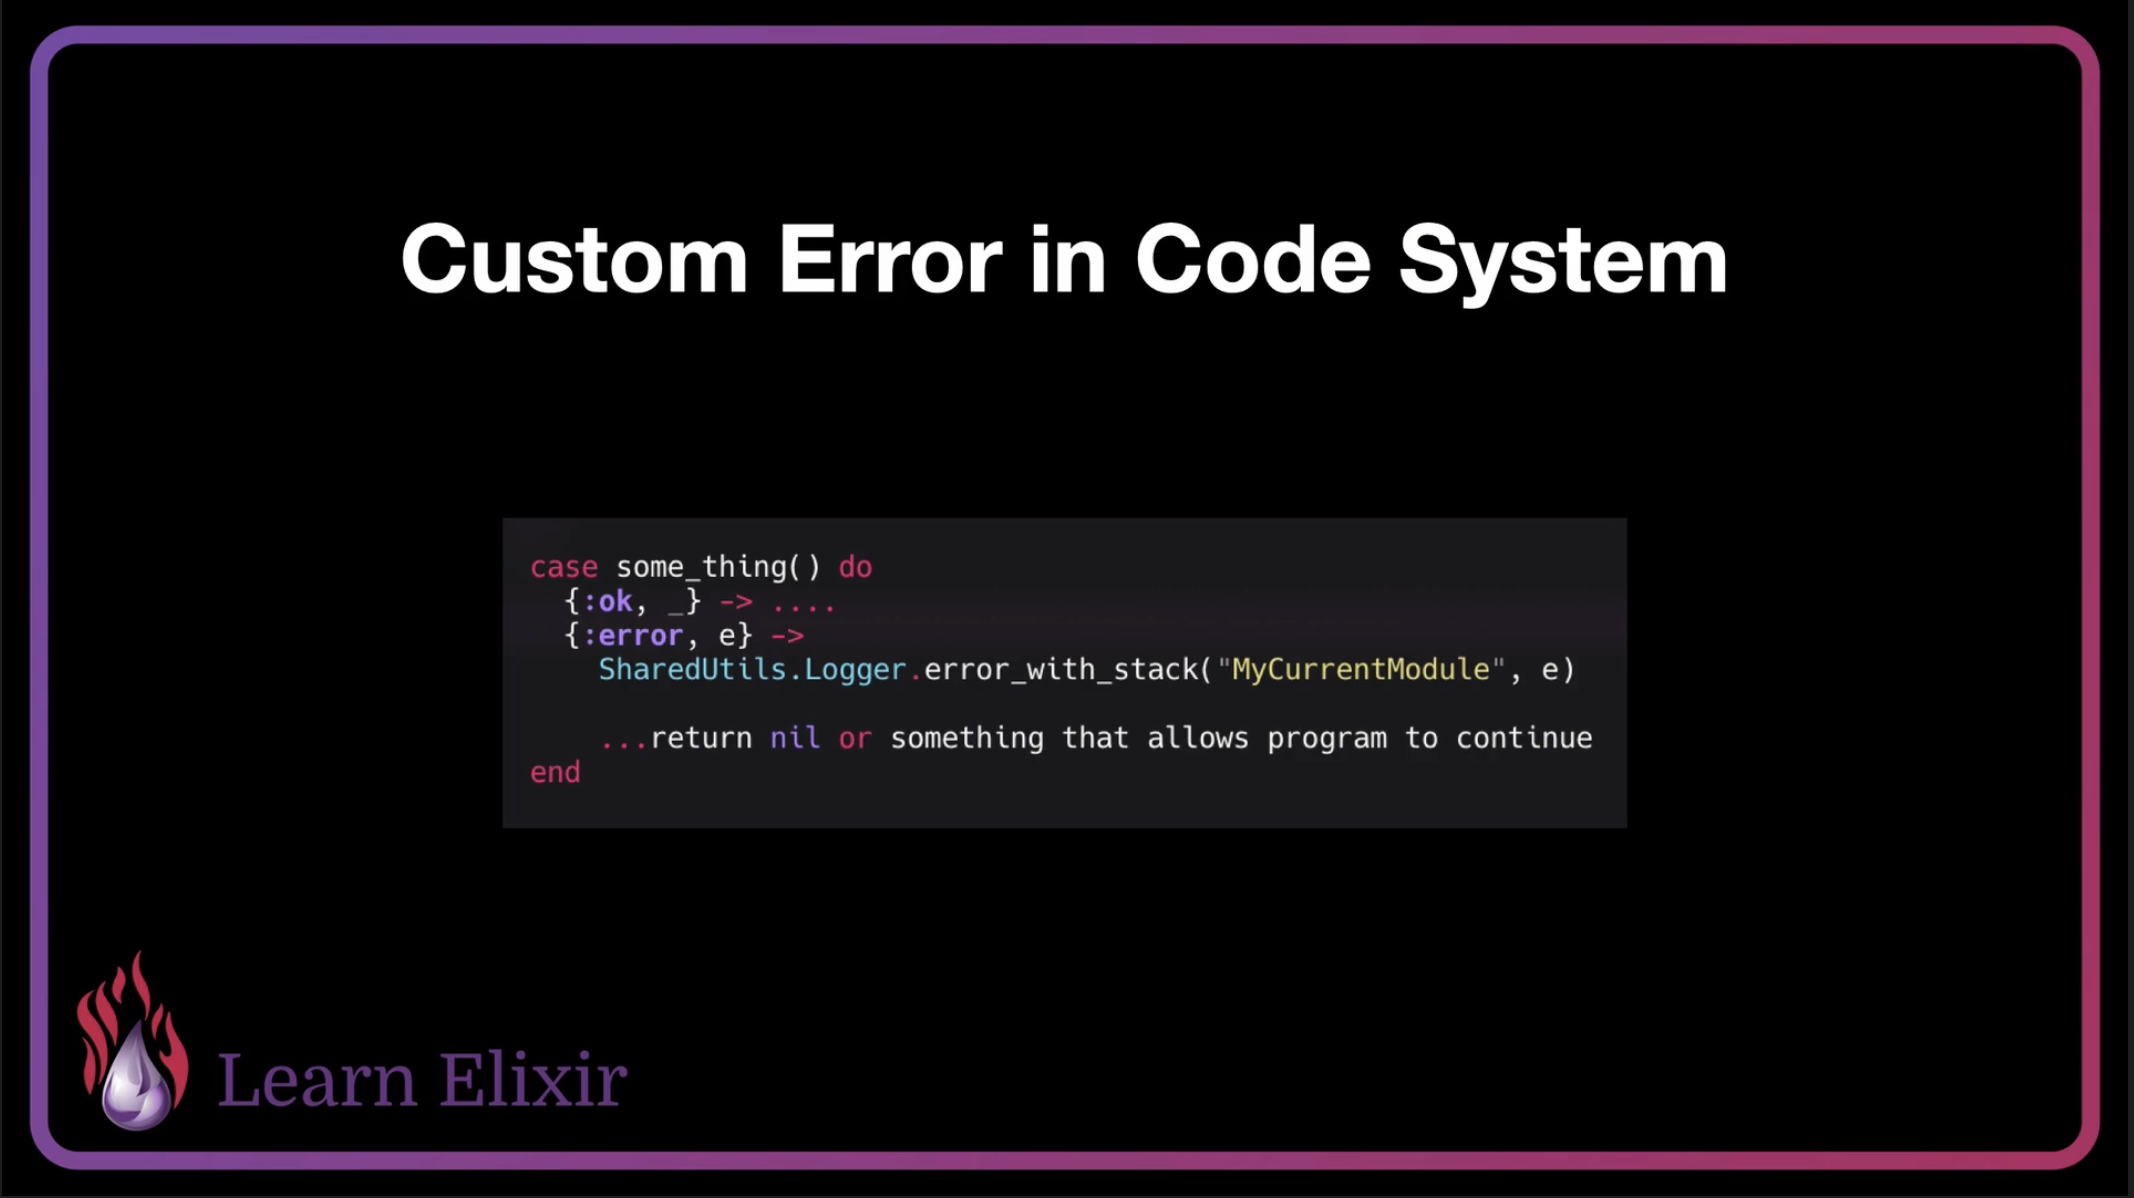 Custom Error in Code System
case some_thing() do
{:ok, _} -> ....
{:error, e} ->
SharedUtils.Logger.error_with_stack("MyCurrentModule", e)
...return nil or something that allows program to continue
end
Learn Elixir